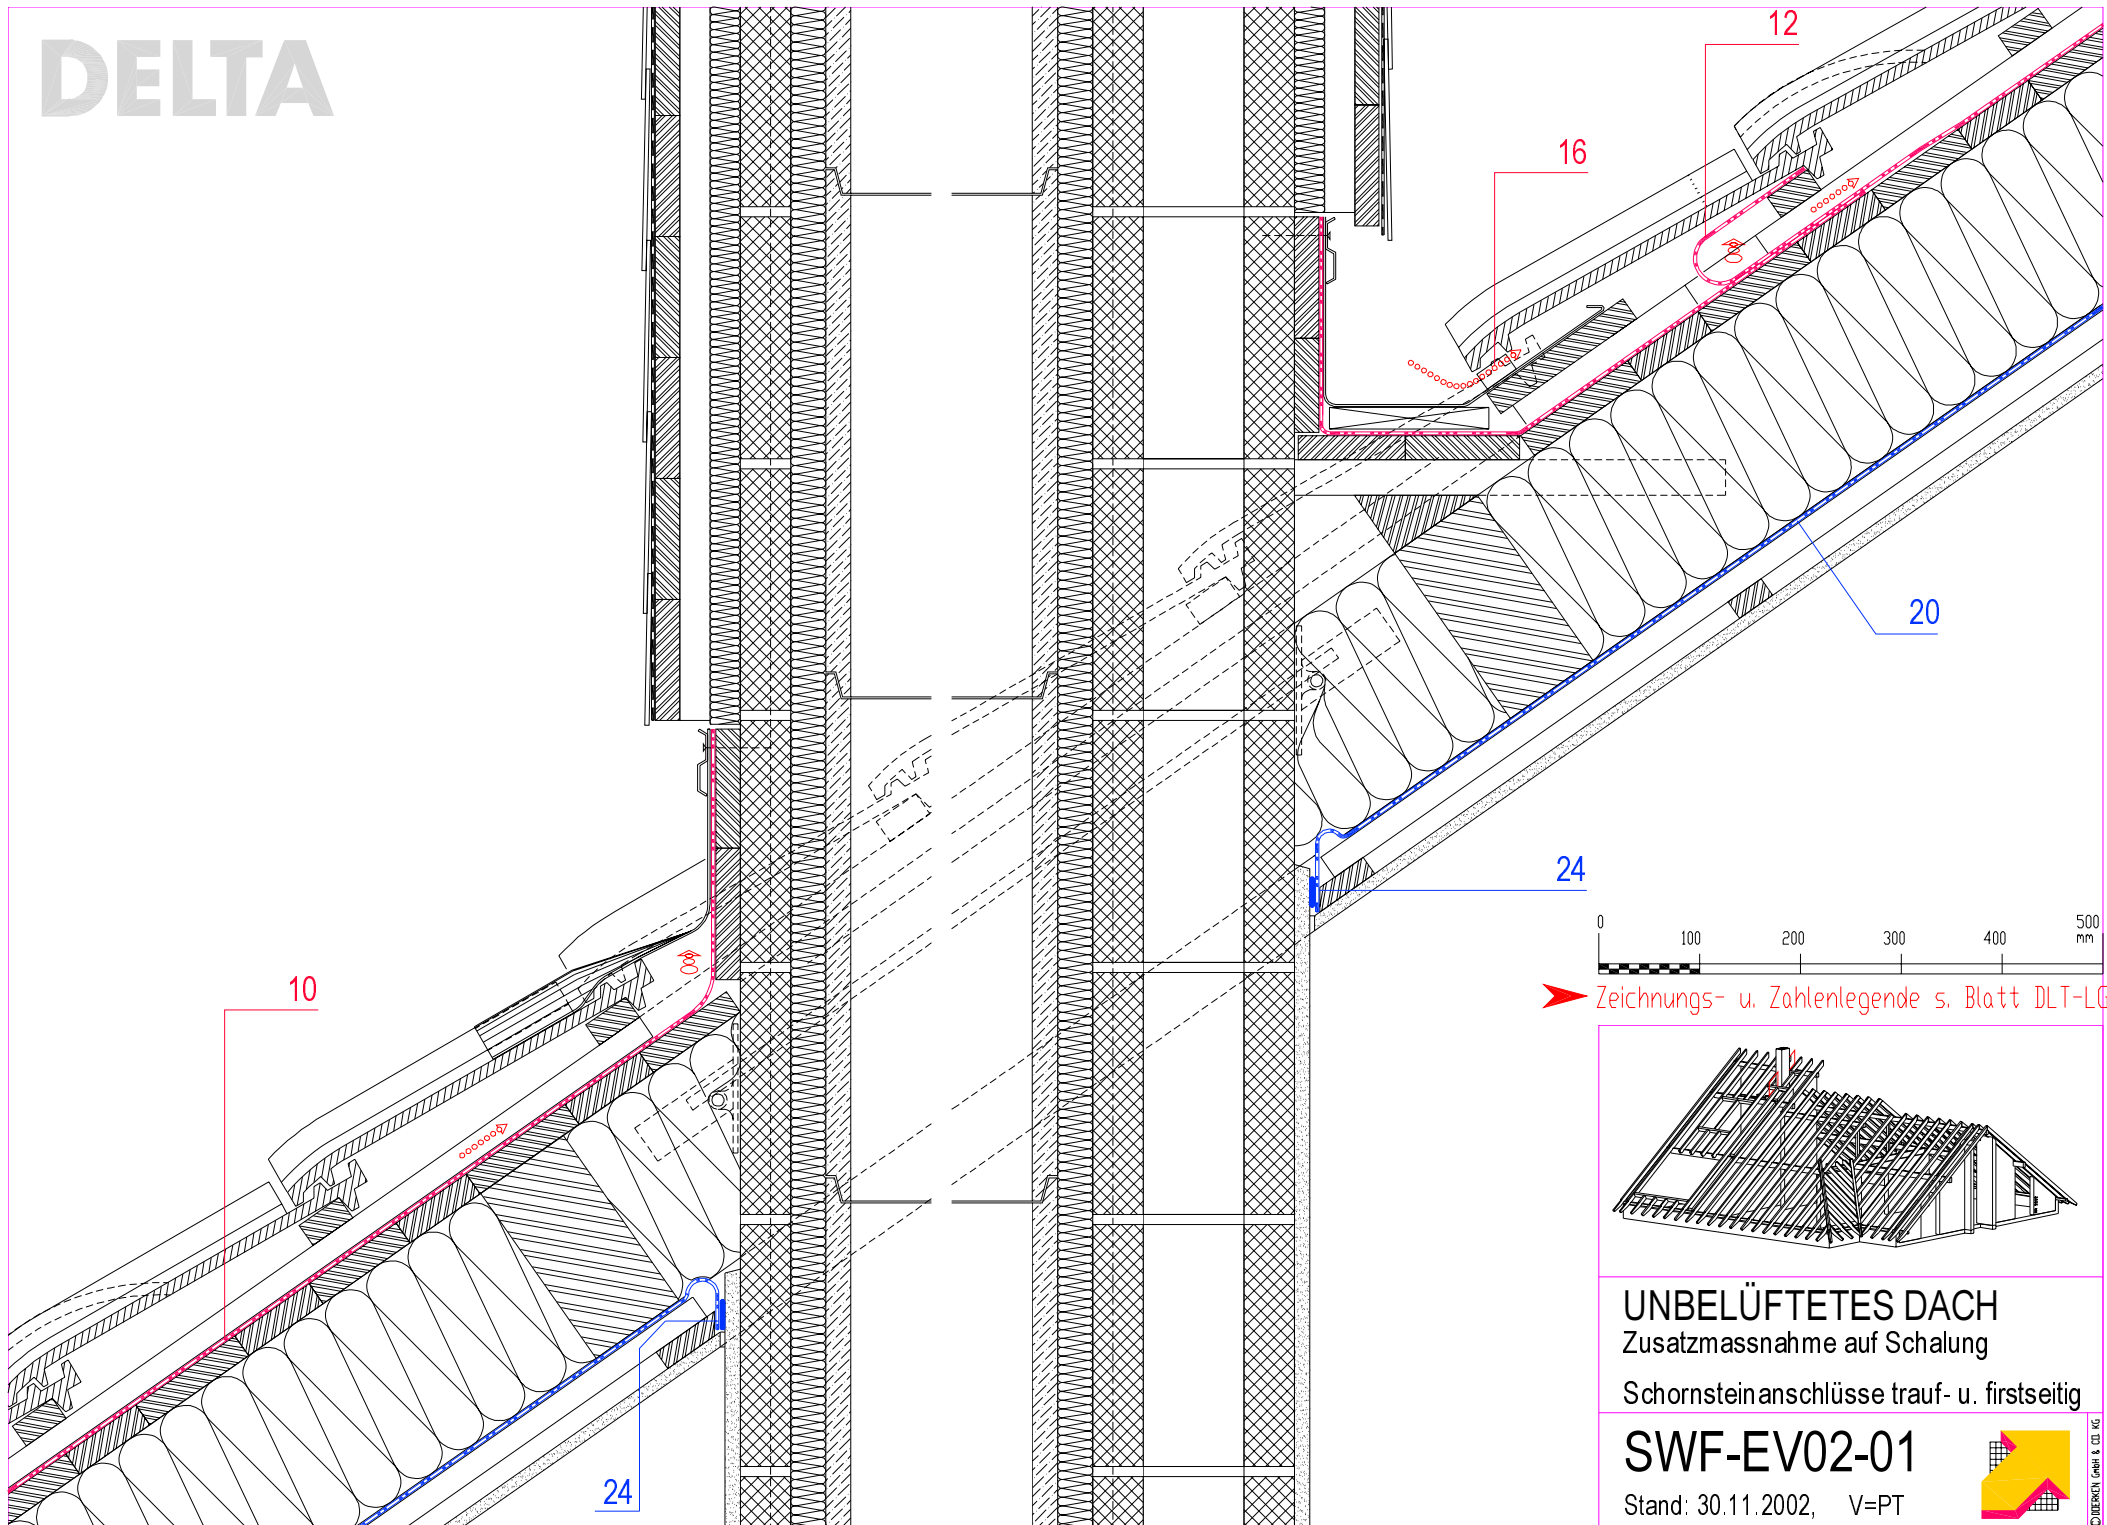 DELTA
12
16
20
24
10
24
0 100 200 300 400 500
mm
Zeichnungs- u. Zahlenlegende s. Blatt DLT-LG
UNBELÜFTETES DACH
Zusatzmassnahme auf Schalung
Schornsteinanschlüsse trauf- u. firstseitig
SWF-EV02-01
Stand: 30.11.2002, V=PT